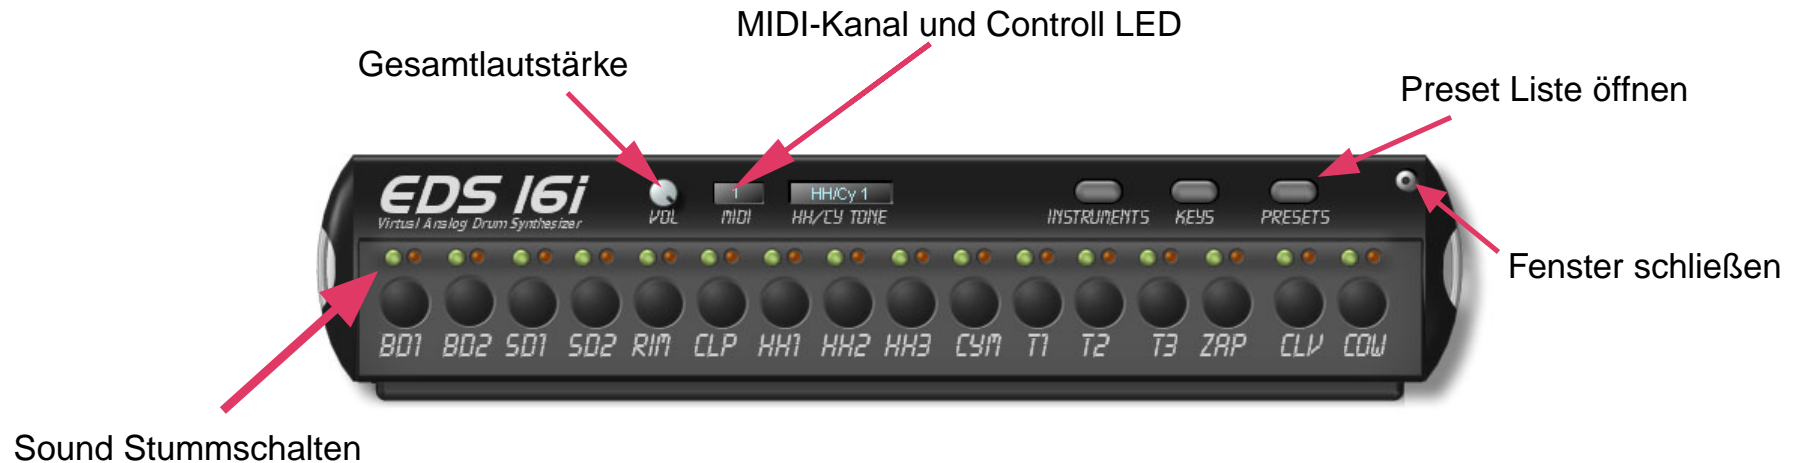 MIDI-Kanal und Controll LED
Gesamtlautstärke
Preset Liste öffnen
EDS 16i
Virtual Analog Drum Synthesizer
VOL
1
MIDI
HH/Cy 1
HH/CY TONE
INSTRUMENTS
KEYS
PRESETS
Fenster schließen
BD1 BD2 SD1 SD2 RIM CLP HH1 HH2 HH3 CYM T1 T2 T3 ZAP CLV COW
Sound Stummschalten